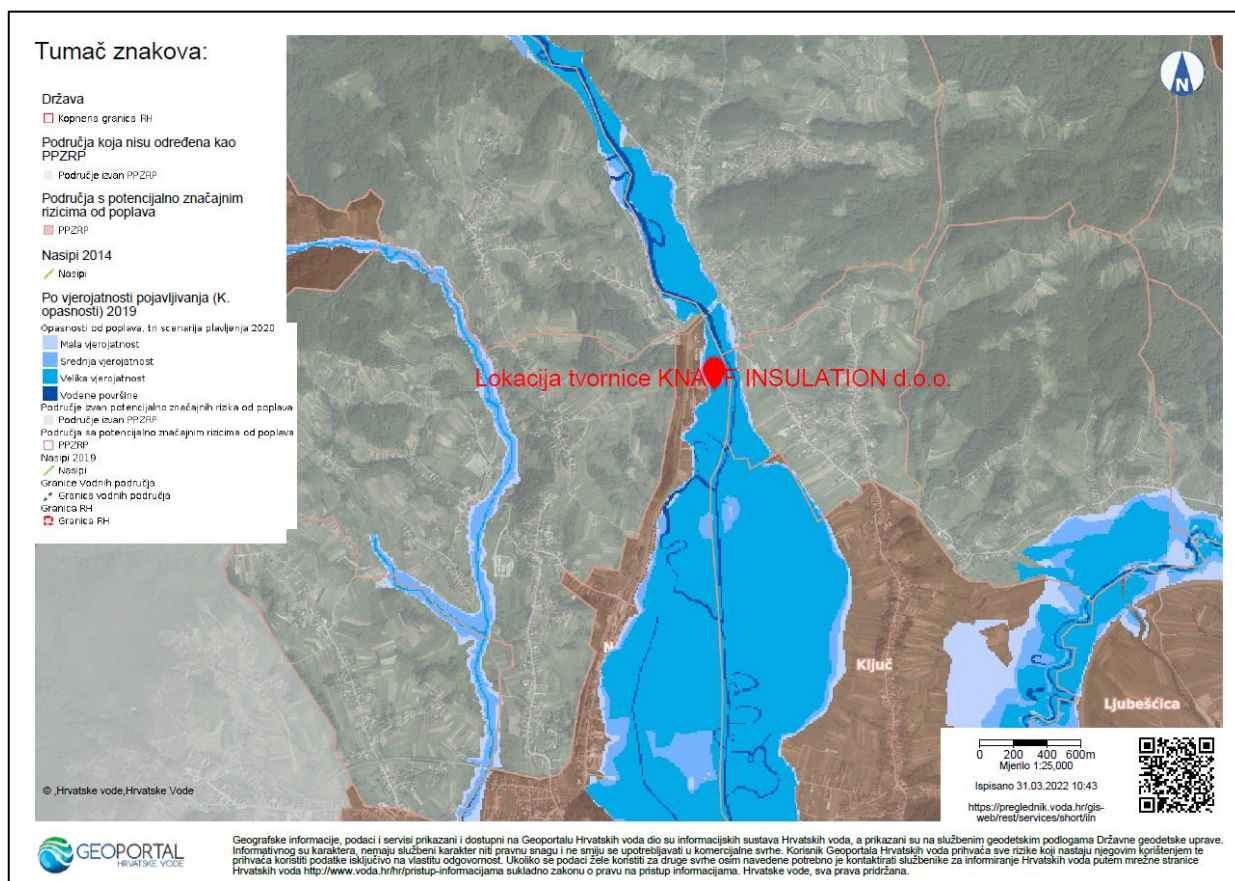 Tumač znakova:
Država
Kopnena granica RH
Područja koja nisu određena kao
PPZRP
Područje izvan PPZRP
Područja s potencijalno značajnim
rizicima od poplava
PPZRP
Nasipi 2014
Nasipi
Po vjerojatnosti pojavljivanja (K.
opasnosti) 2019
Opasnosti od poplava, tri scenarija plavljenja 2020
Mala vjerojatnost
Srednja vjerojatnost
Velika vjerojatnost
Vodene površine
Područje izvan potencijalno značajnih rizika od poplava
Područje izvan PPZRP
Područja sa potencijalno značajnim rizicima od poplava
PPZRP
Nasipi 2019
Nasipi
Granice Vodnih područja
Granica vodnih područja
Granica RH
Granica RH
N
Lokacija tvornice KNAUF INSULATION d.o.o.
N
Ključ
Ljubešćica
© ,Hrvatske vode,Hrvatske Vode
0 200 400 600m
Mjerilo 1:25,000
Ispisano 31.03.2022 10:43
https://preglednik.voda.hr/gis-
web/rest/services/short/iln
GEOPORTAL
HRVATSKE VODE
Geografske informacije, podaci i servisi prikazani i dostupni na Geoportalu Hrvatskih voda dio su informacijskih sustava Hrvatskih voda, a prikazani su na službenim geodetskim podlogama Državne geodetske uprave.
Informativnog su karaktera, nemaju službeni karakter niti pravnu snagu i ne smiju se upotrebljavati u komercijalne svrhe. Korisnik Geoportala Hrvatskih voda prihvaća sve rizike koji nastaju njegovim korištenjem te
prihvaća koristiti podatke isključivo na vlastitu odgovornost. Ukoliko se podaci žele koristiti za druge svrhe osim navedene potrebno je kontaktirati službenike za informiranje Hrvatskih voda putem mrežne stranice
Hrvatskih voda http://www.voda.hr/hr/pristup-informacijama sukladno zakonu o pravu na pristup informacijama. Hrvatske vode, sva prava pridržana.